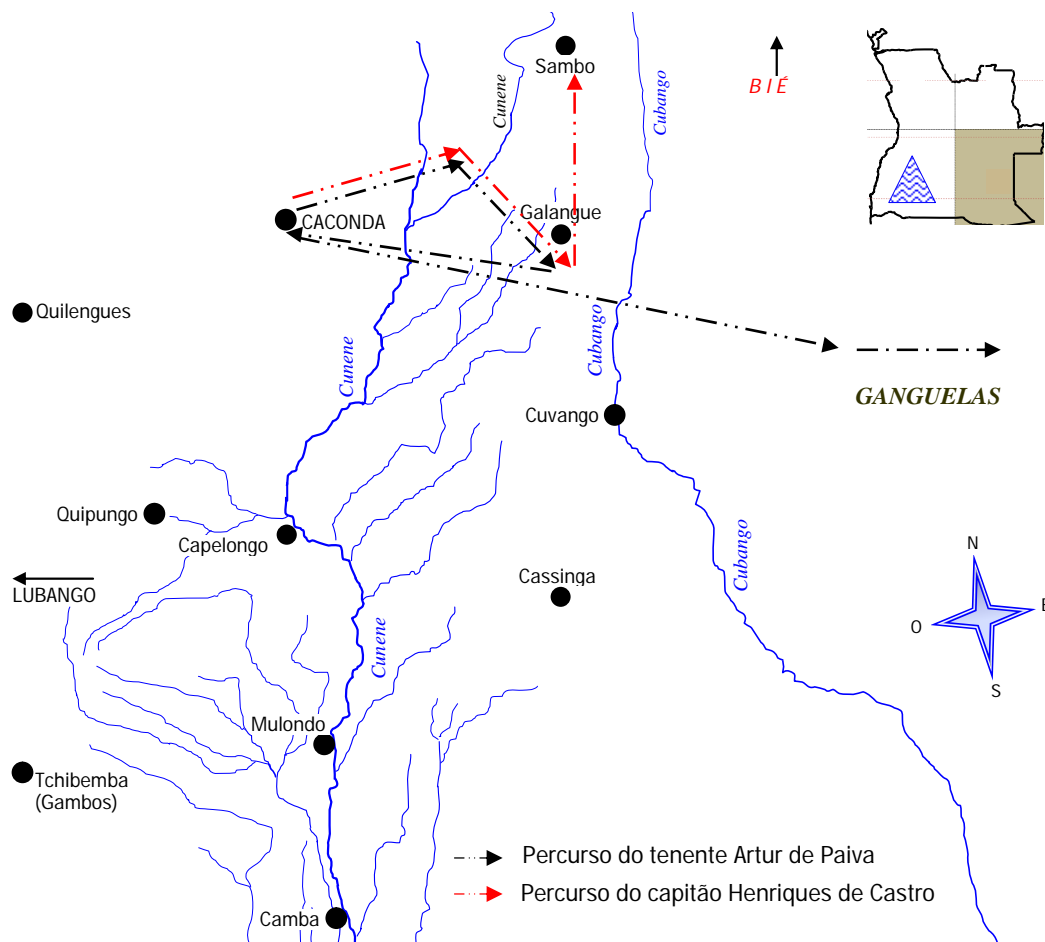 Sambo
BIÉ
Cunene
Cubango
CACONDA
Galangue
Quilengues
Cunene
Cubango
GANGUELAS
Cuvango
Quipungo
Capelongo
Cubango
Cassinga
LUBANGO
N
O
E
S
Cunene
Mulondo
Tchibemba
(Gambos)
Percurso do tenente Artur de Paiva
Percurso do capitão Henriques de Castro
Camba